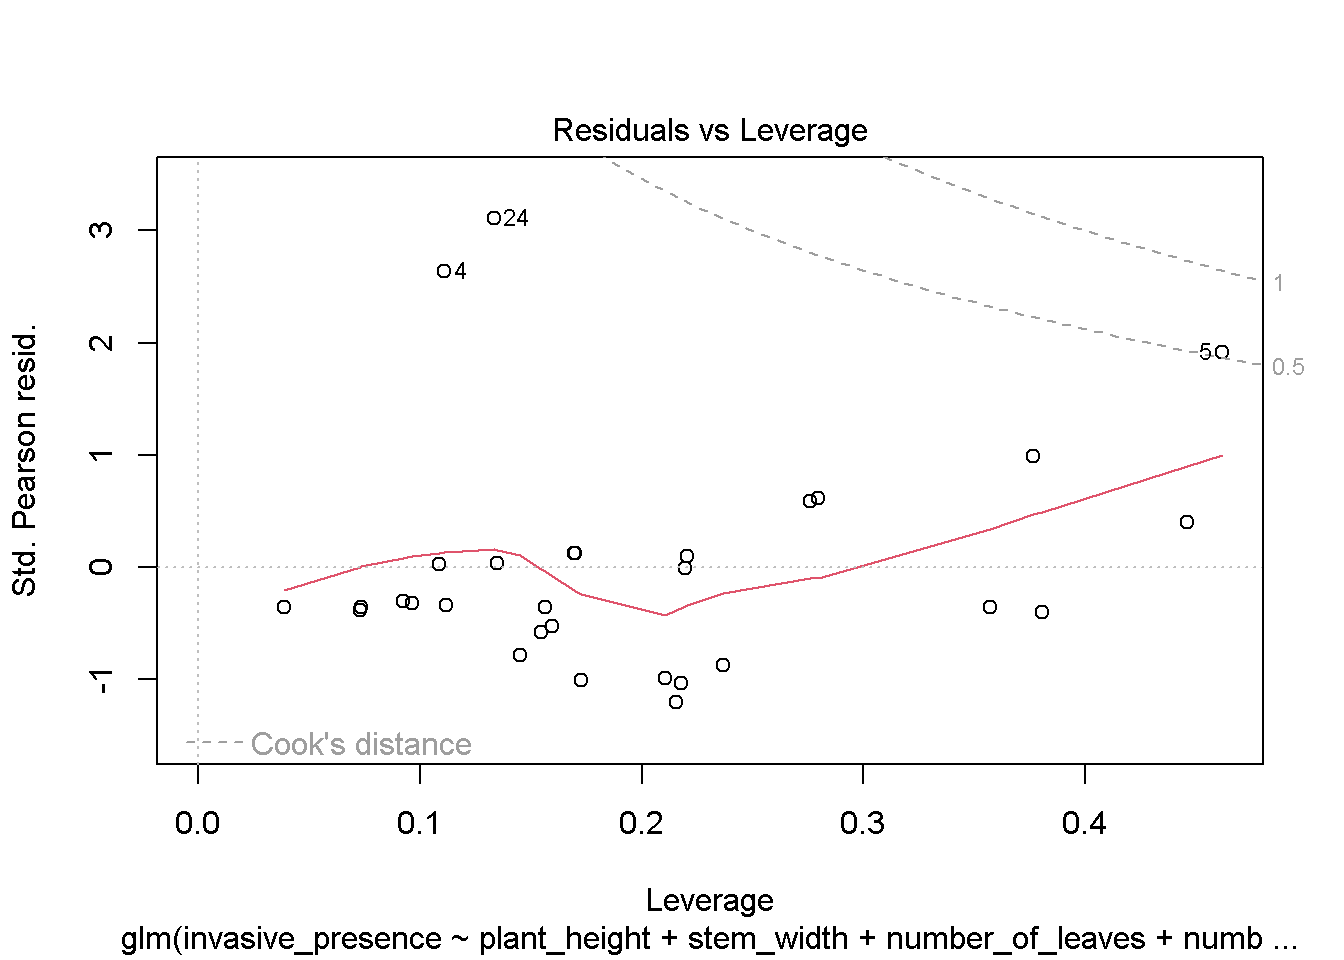 Residuals vs Leverage
Std. Pearson resid.
3
2
1
0
-1
24
4
5
1
0.5
Cook's distance
0.0 0.1 0.2 0.3 0.4
Leverage
glm(invasive_presence ~ plant_height + stem_width + number_of_leaves + numb ...